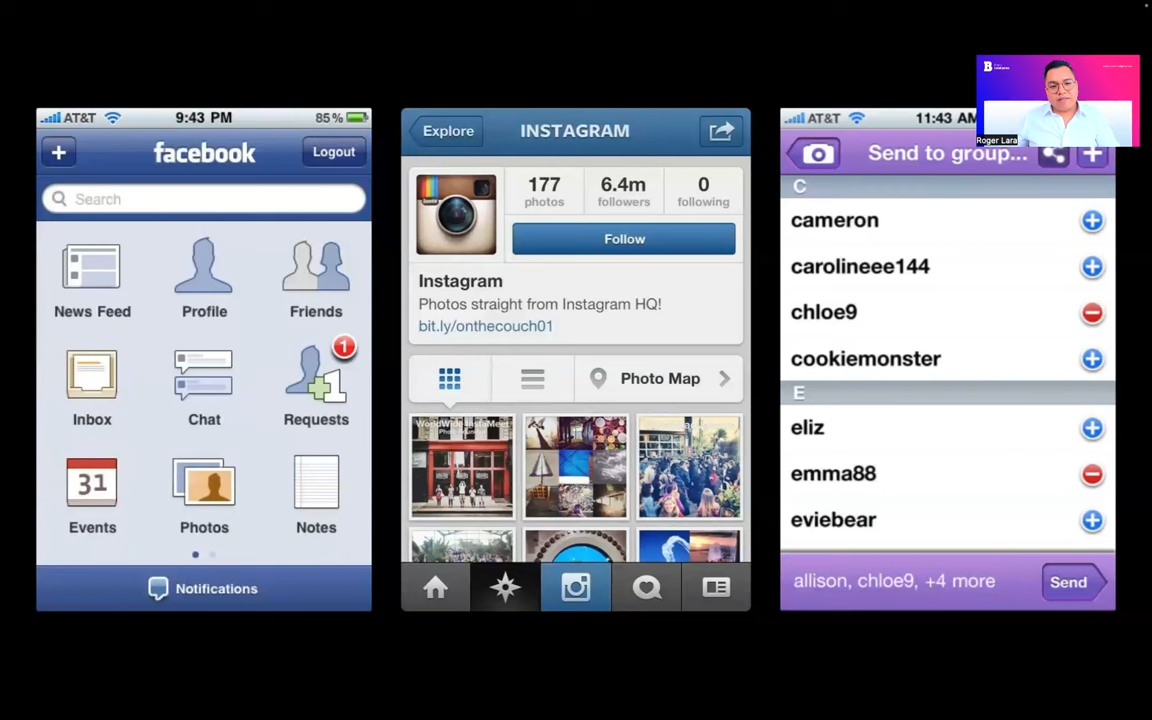 AT&T 9:43 PM 85%
+ facebook Logout
Search
News Feed Profile Friends
1
Inbox Chat Requests
31
Events Photos Notes
Notifications
Explore INSTAGRAM
177 6.4m 0
photos followers following
Follow
Instagram
Photos straight from Instagram HQ!
bit.ly/onthecouch01
Photo Map
WorldWide InstaMeet
AT&T 11:43 AM
Send to group... +
C
cameron
carolineee144
chloe9
cookiemonster
E
eliz
emma88
eviebear
allison, chloe9, +4 more Send
B
Roger Lara